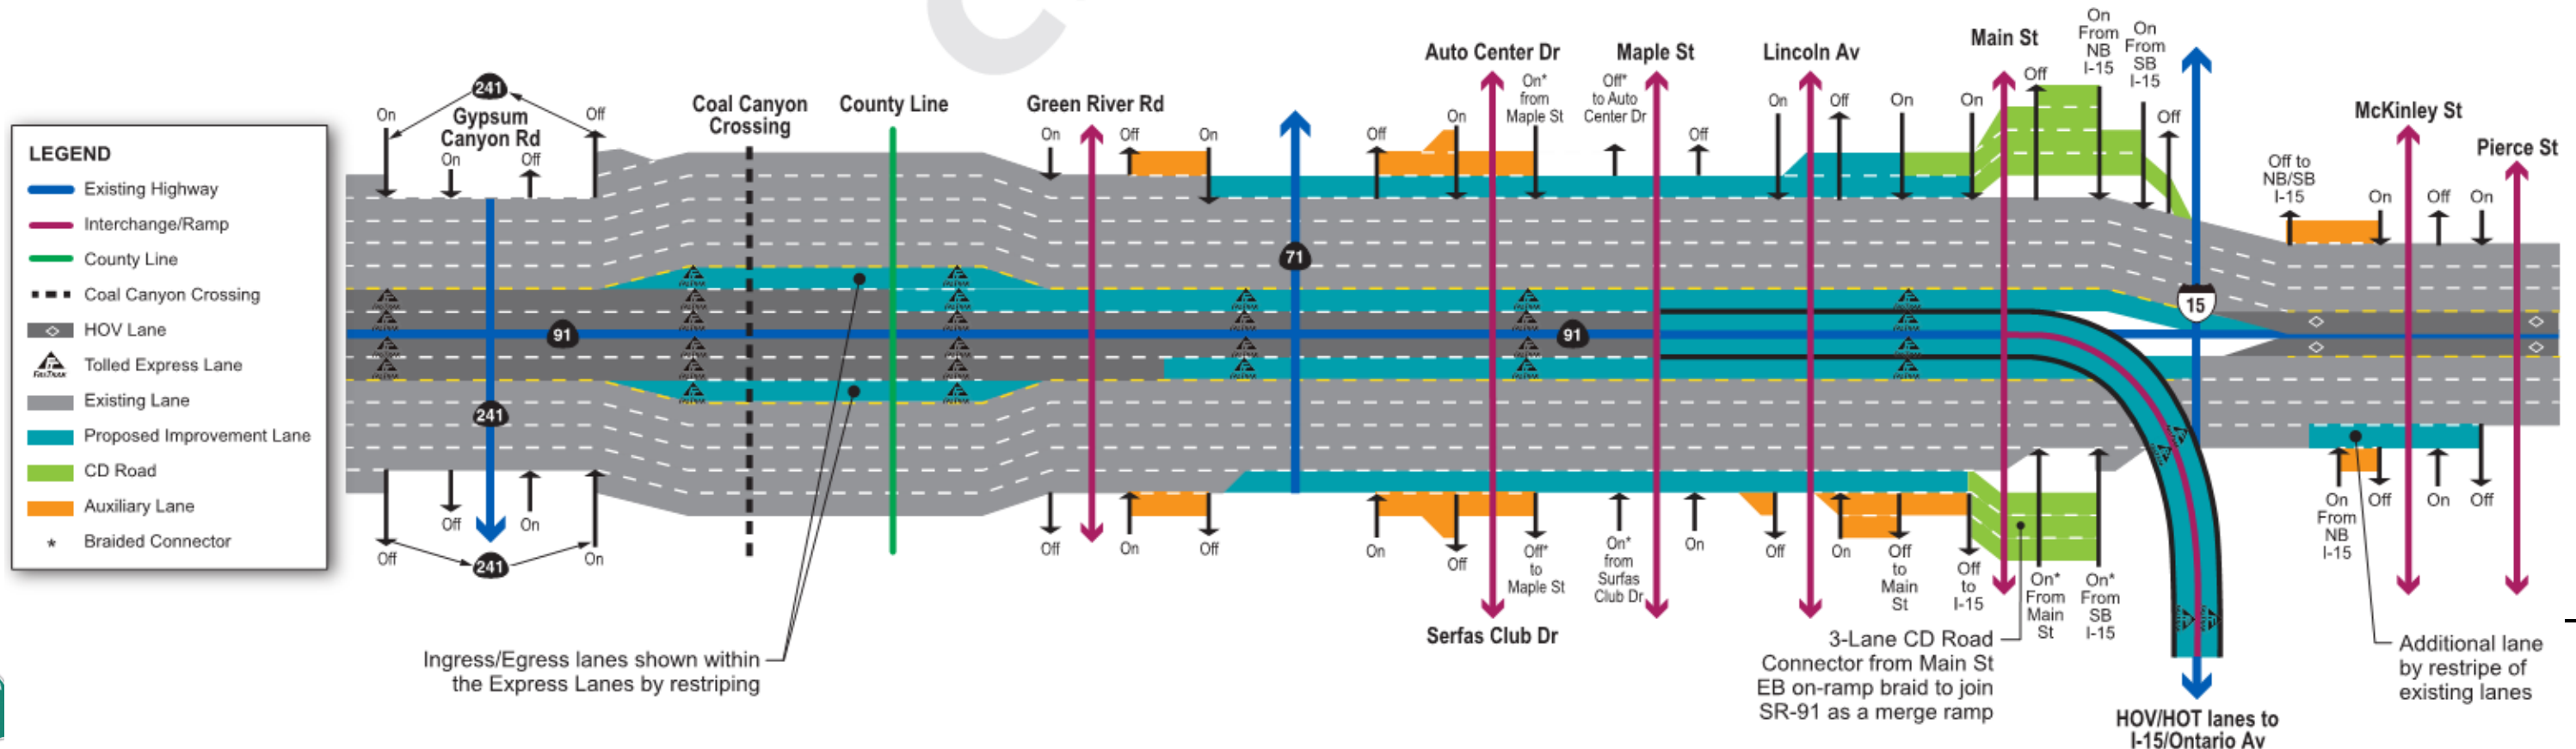 LEGEND
Existing Highway
Interchange/Ramp
County Line
Coal Canyon Crossing
HOV Lane
Tolled Express Lane
Existing Lane
Proposed Improvement Lane
CD Road
Auxiliary Lane
* Braided Connector
FASTRAK
241
On
Gypsum
Canyon Rd
On
Off
Off
Coal Canyon
Crossing
County Line
Green River Rd
On
Off
On
Auto Center Dr
Off
On
On*
from
Maple St
Maple St
Off*
to Auto
Center Dr
Off
Lincoln Av
On
Off
On
On
Main St
Off
On
From
NB
I-15
On
From
SB
I-15
Off
Off to
NB/SB
I-15
McKinley St
On
Off
On
Pierce St
91
71
91
15
241
Off
Off
On
On
241
Off
On
Off
On
Off
Off*
to
Maple St
Serfas Club Dr
On*
from
Surfas
Club Dr
On
Off
On
Off
to
Main
St
Off
to
I-15
On*
From
Main
St
On*
From
SB
I-15
On
From
NB
I-15
Off
On
Off
Ingress/Egress lanes shown within
the Express Lanes by restriping
3-Lane CD Road
Connector from Main St
EB on-ramp braid to join
SR-91 as a merge ramp
HOV/HOT lanes to
I-15/Ontario Av
Additional lane
by restripe of
existing lanes